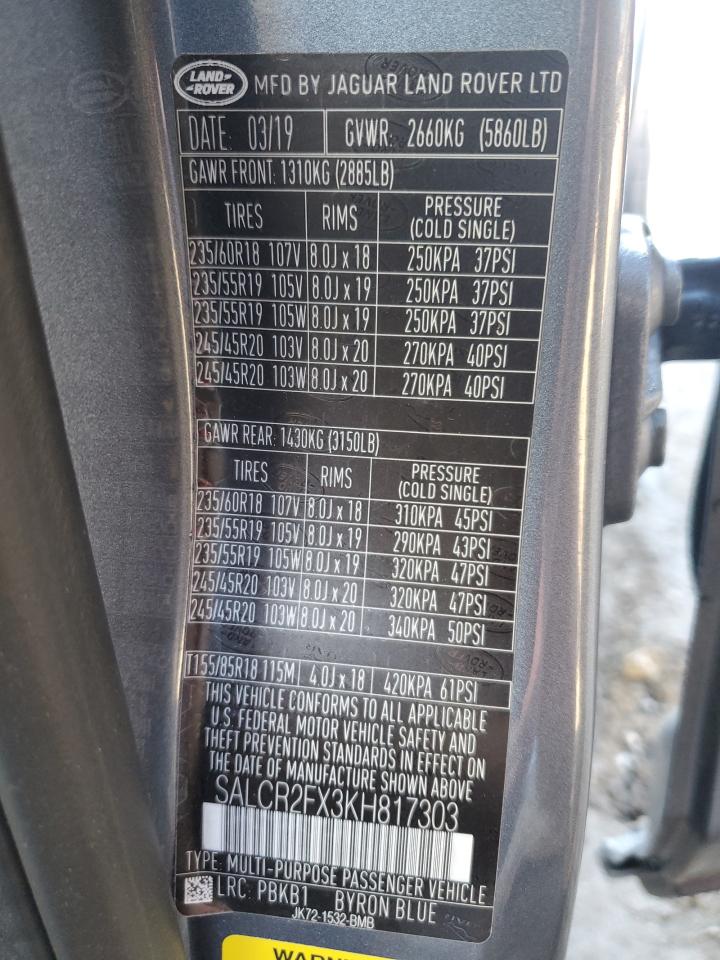 LAND ROVER MFD BY JAGUAR LAND ROVER LTD
DATE: 03/19 GVWR: 2660KG (5860LB)
GAWR FRONT: 1310KG (2885LB)
TIRES RIMS PRESSURE (COLD SINGLE)
235/60R18 107V 8.0J x 18 250KPA 37PSI
235/55R19 105V 8.0J x 19 250KPA 37PSI
235/55R19 105W 8.0J x 19 250KPA 37PSI
245/45R20 103V 8.0J x 20 270KPA 40PSI
245/45R20 103W 8.0J x 20 270KPA 40PSI
GAWR REAR: 1430KG (3150LB)
TIRES RIMS PRESSURE (COLD SINGLE)
235/60R18 107V 8.0J x 18 310KPA 45PSI
235/55R19 105V 8.0J x 19 290KPA 43PSI
235/55R19 105W 8.0J x 19 320KPA 47PSI
245/45R20 103V 8.0J x 20 320KPA 47PSI
245/45R20 103W 8.0J x 20 340KPA 50PSI
T155/85R18 115M 4.0J x 18 420KPA 61PSI
THIS VEHICLE CONFORMS TO ALL APPLICABLE
U.S. FEDERAL MOTOR VEHICLE SAFETY AND
THEFT PREVENTION STANDARDS IN EFFECT ON
THE DATE OF MANUFACTURE SHOWN ABOVE
SALCR2FX3KH817303
TYPE: MULTI-PURPOSE PASSENGER VEHICLE
LRC: PBKB1 BYRON BLUE
JK72-1532-BMB